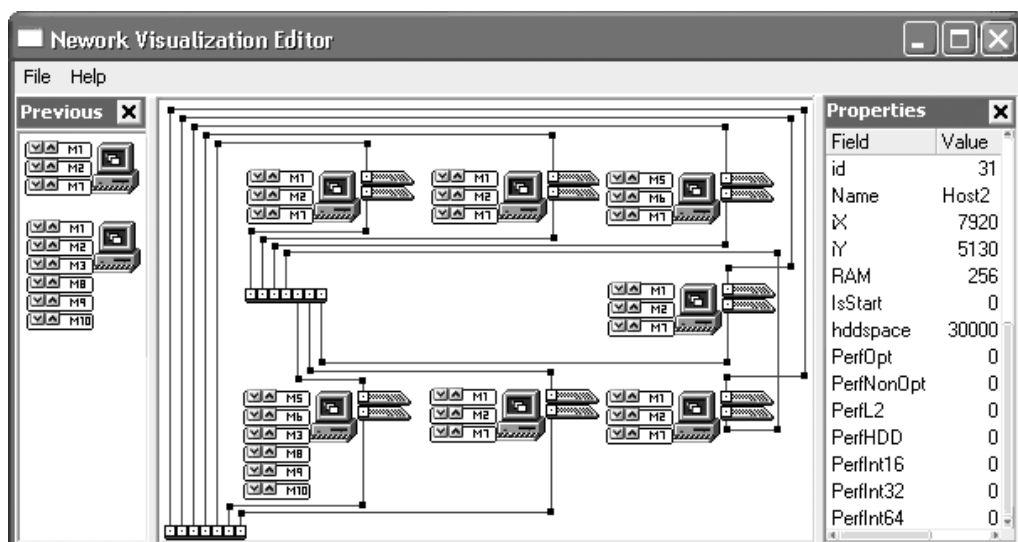 Nework Visualization Editor
File Help
Previous
M1
M2
M7
M1
M2
M3
M8
M9
M10
M1
M2
M7
M1
M2
M7
M5
M6
M7
M1
M2
M7
M5
M6
M3
M8
M9
M10
M1
M2
M7
M1
M2
M7
Properties
Field Value
id 31
Name Host2
iX 7920
iY 5130
RAM 256
IsStart 0
hddspace 30000
PerfOpt 0
PerfNonOpt 0
PerfL2 0
PerfHDD 0
PerfInt16 0
PerfInt32 0
PerfInt64 0